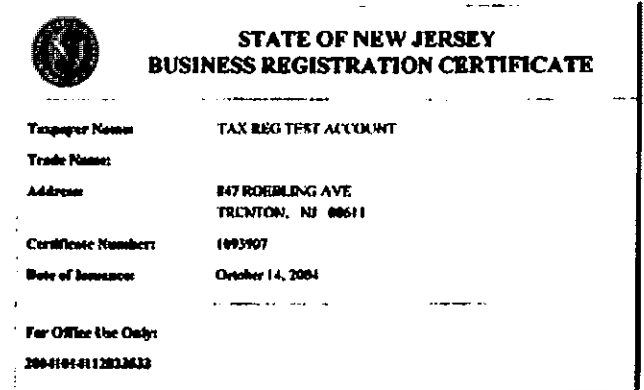 STATE OF NEW JERSEY
BUSINESS REGISTRATION CERTIFICATE
Taxpayer Name: TAX REG TEST ACCOUNT
Trade Name:
Address: 847 ROEBLING AVE
TRENTON, NJ 08611
Certificate Number: 1093907
Date of Issuance: October 14, 2004
For Office Use Only: